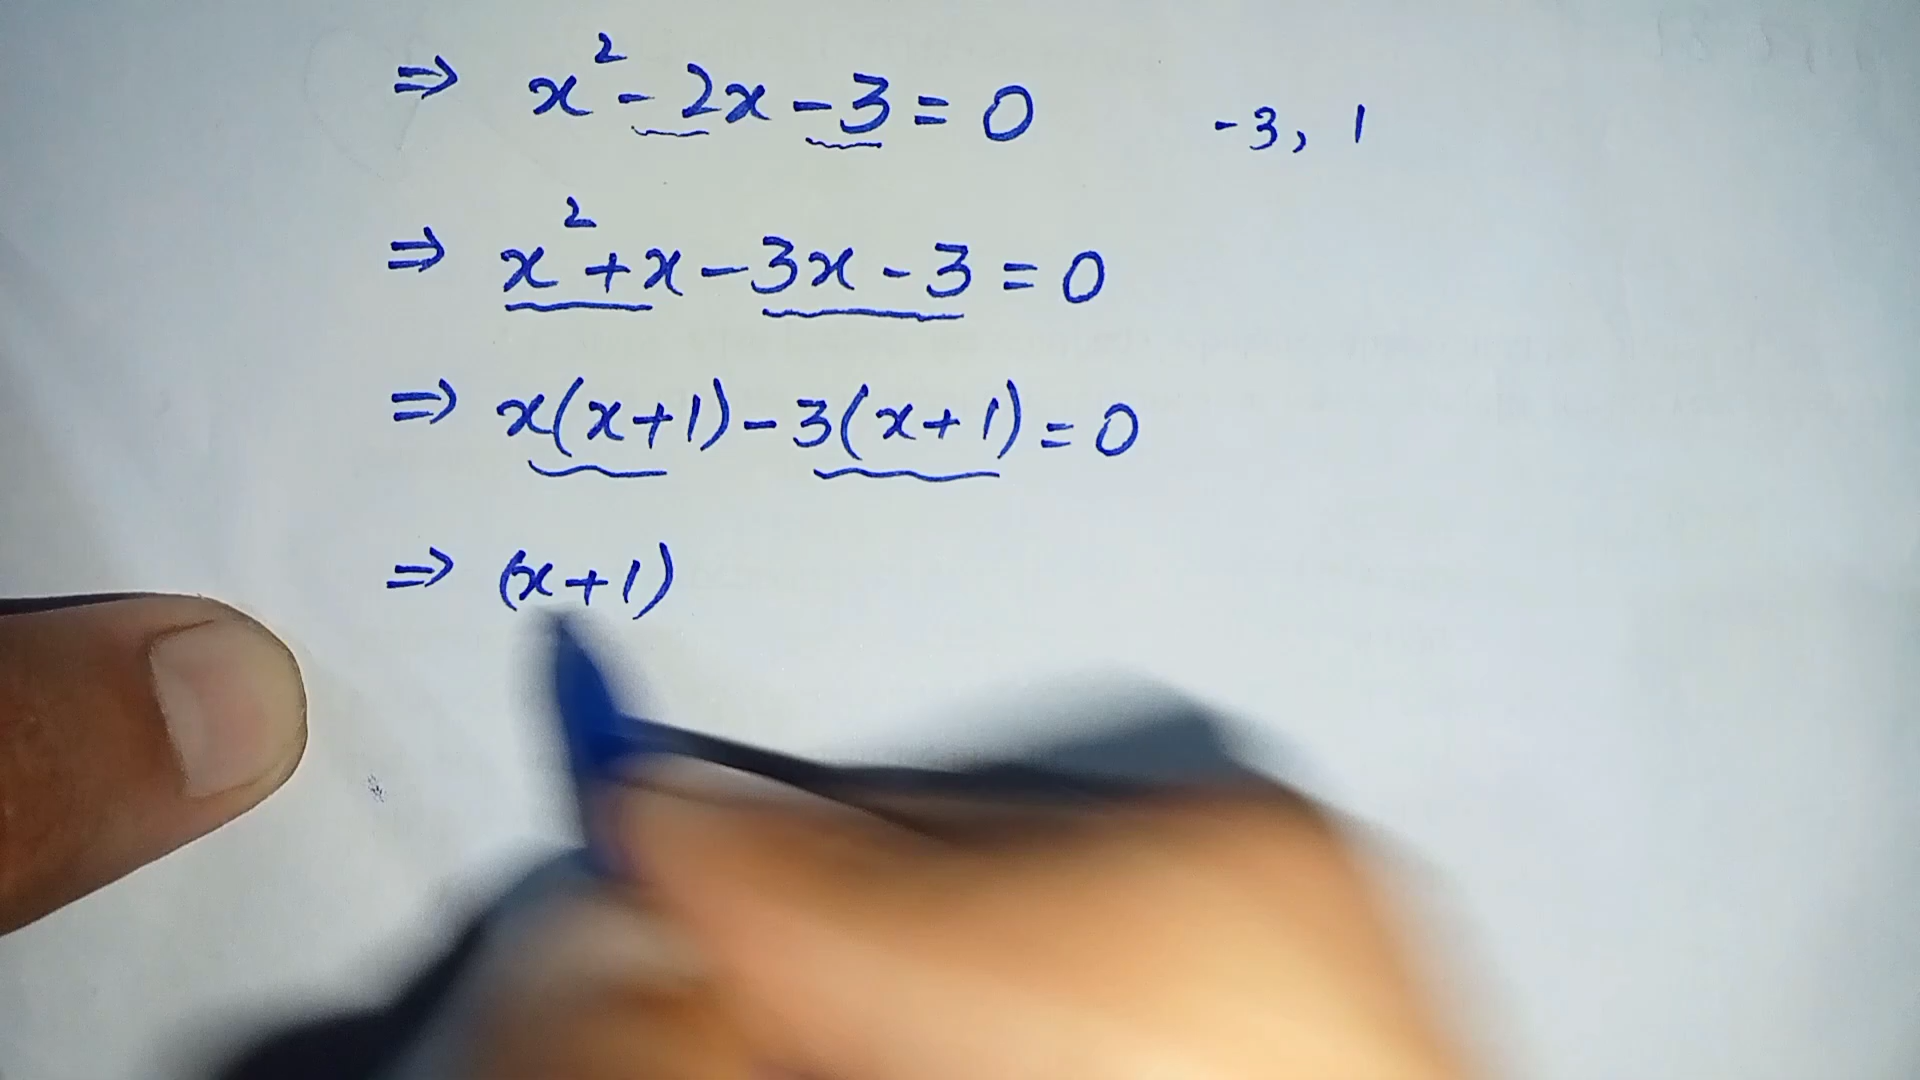 ⇒ x² - 2x - 3 = 0 -3, 1
⇒ x² + x - 3x - 3 = 0
⇒ x(x+1) - 3(x+1) = 0
⇒ (x+1)